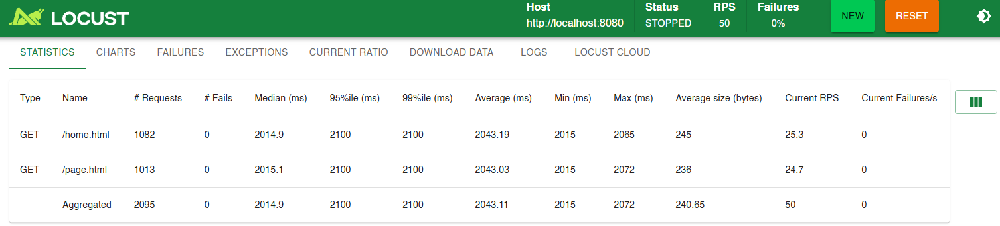 LOCUST
Host Status RPS Failures
http://localhost:8080 STOPPED 50 0%
NEW RESET
STATISTICS CHARTS FAILURES EXCEPTIONS CURRENT RATIO DOWNLOAD DATA LOGS LOCUST CLOUD
Type Name # Requests # Fails Median (ms) 95%ile (ms) 99%ile (ms) Average (ms) Min (ms) Max (ms) Average size (bytes) Current RPS Current Failures/s
GET /home.html 1082 0 2014.9 2100 2100 2043.19 2015 2065 245 25.3 0
GET /page.html 1013 0 2015.1 2100 2100 2043.03 2015 2072 236 24.7 0
Aggregated 2095 0 2014.9 2100 2100 2043.11 2015 2072 240.65 50 0